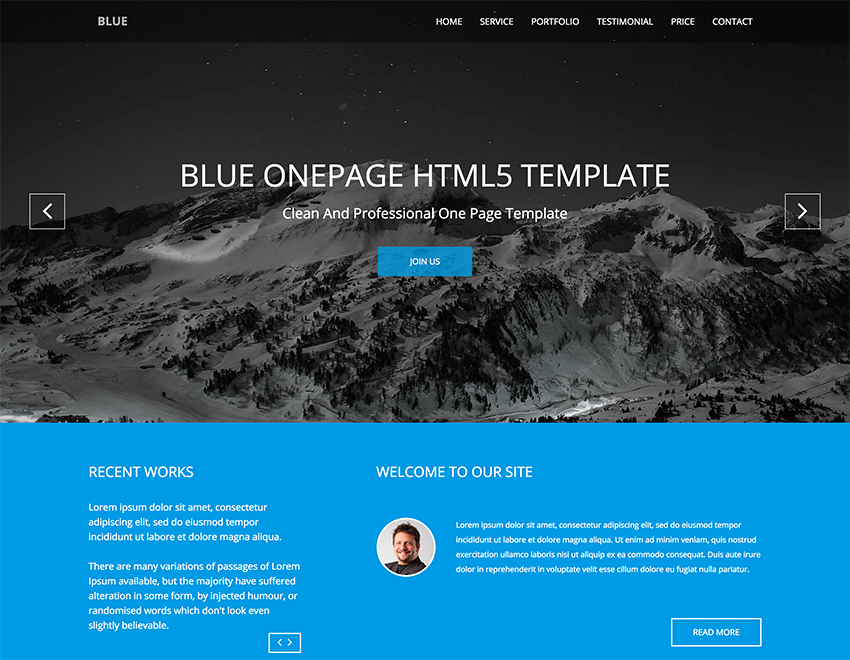 BLUE
HOME SERVICE PORTFOLIO TESTIMONIAL PRICE CONTACT
BLUE ONEPAGE HTML5 TEMPLATE
Clean And Professional One Page Template
JOIN US
RECENT WORKS
Lorem ipsum dolor sit amet, consectetur
adipiscing elit, sed do eiusmod tempor
incididunt ut labore et dolore magna aliqua.
There are many variations of passages of Lorem
Ipsum available, but the majority have suffered
alteration in some form, by injected humour, or
randomised words which don't look even
slightly believable.
WELCOME TO OUR SITE
Lorem ipsum dolor sit amet, consectetur adipiscing elit, sed do eiusmod tempor
incididunt ut labore et dolore magna aliqua. Ut enim ad minim veniam, quis nostrud
exercitation ullamco laboris nisi ut aliquip ex ea commodo consequat. Duis aute irure
dolor in reprehenderit in voluptate velit esse cillum dolore eu fugiat nulla pariatur.
READ MORE